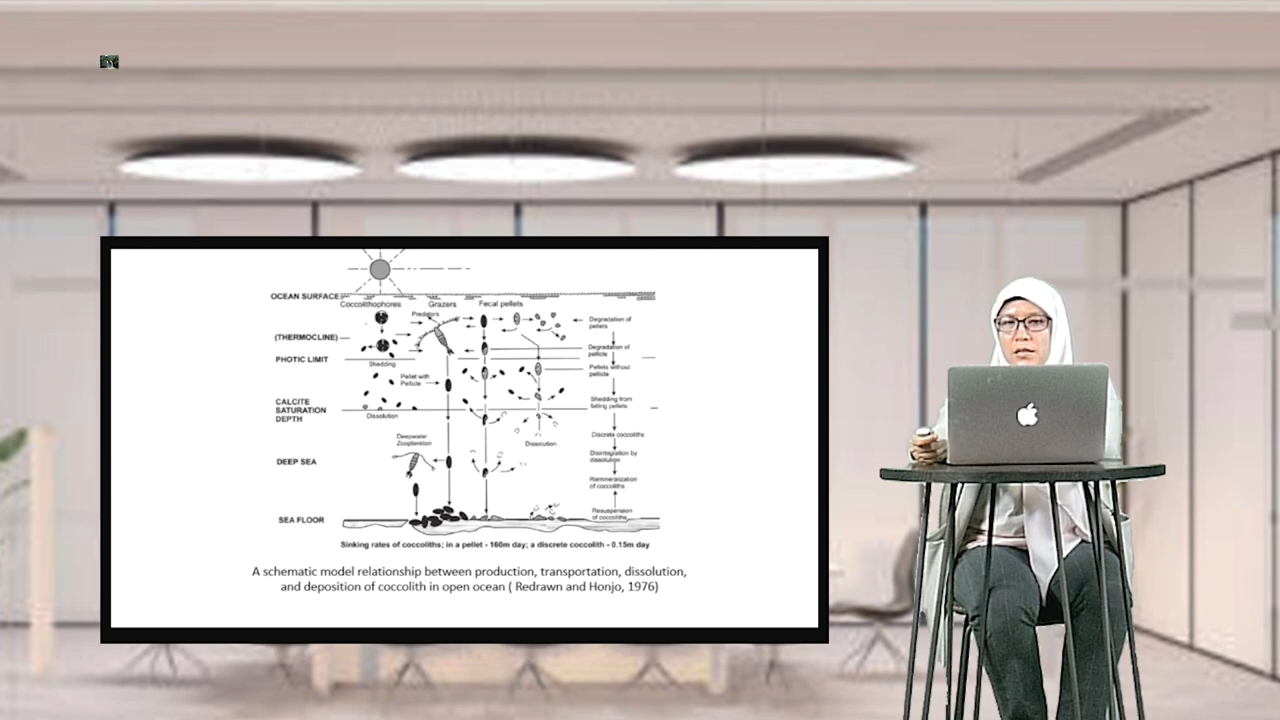 OCEAN SURFACE
Coccolithophores
Grazers
Fecal pellets
Predators
Degradation of
pellets
(THERMOCLINE)
Degradation of
pellicle
PHOTIC LIMIT
Shedding
Pellets without
pellicle
Pellet with
Pellicle
CALCITE
SATURATION
DEPTH
Shedding from
falling pellets
Dissolution
Discrete coccoliths
Deepwater
Zooplankton
Dissolution
Disintegration by
dissolution
DEEP SEA
Remineralization
of coccoliths
Resuspension
of coccoliths
SEA FLOOR
Sinking rates of coccoliths; in a pellet - 160m day; a discrete coccolith - 0.15m day
A schematic model relationship between production, transportation, dissolution,
and deposition of coccolith in open ocean ( Redrawn and Honjo, 1976)